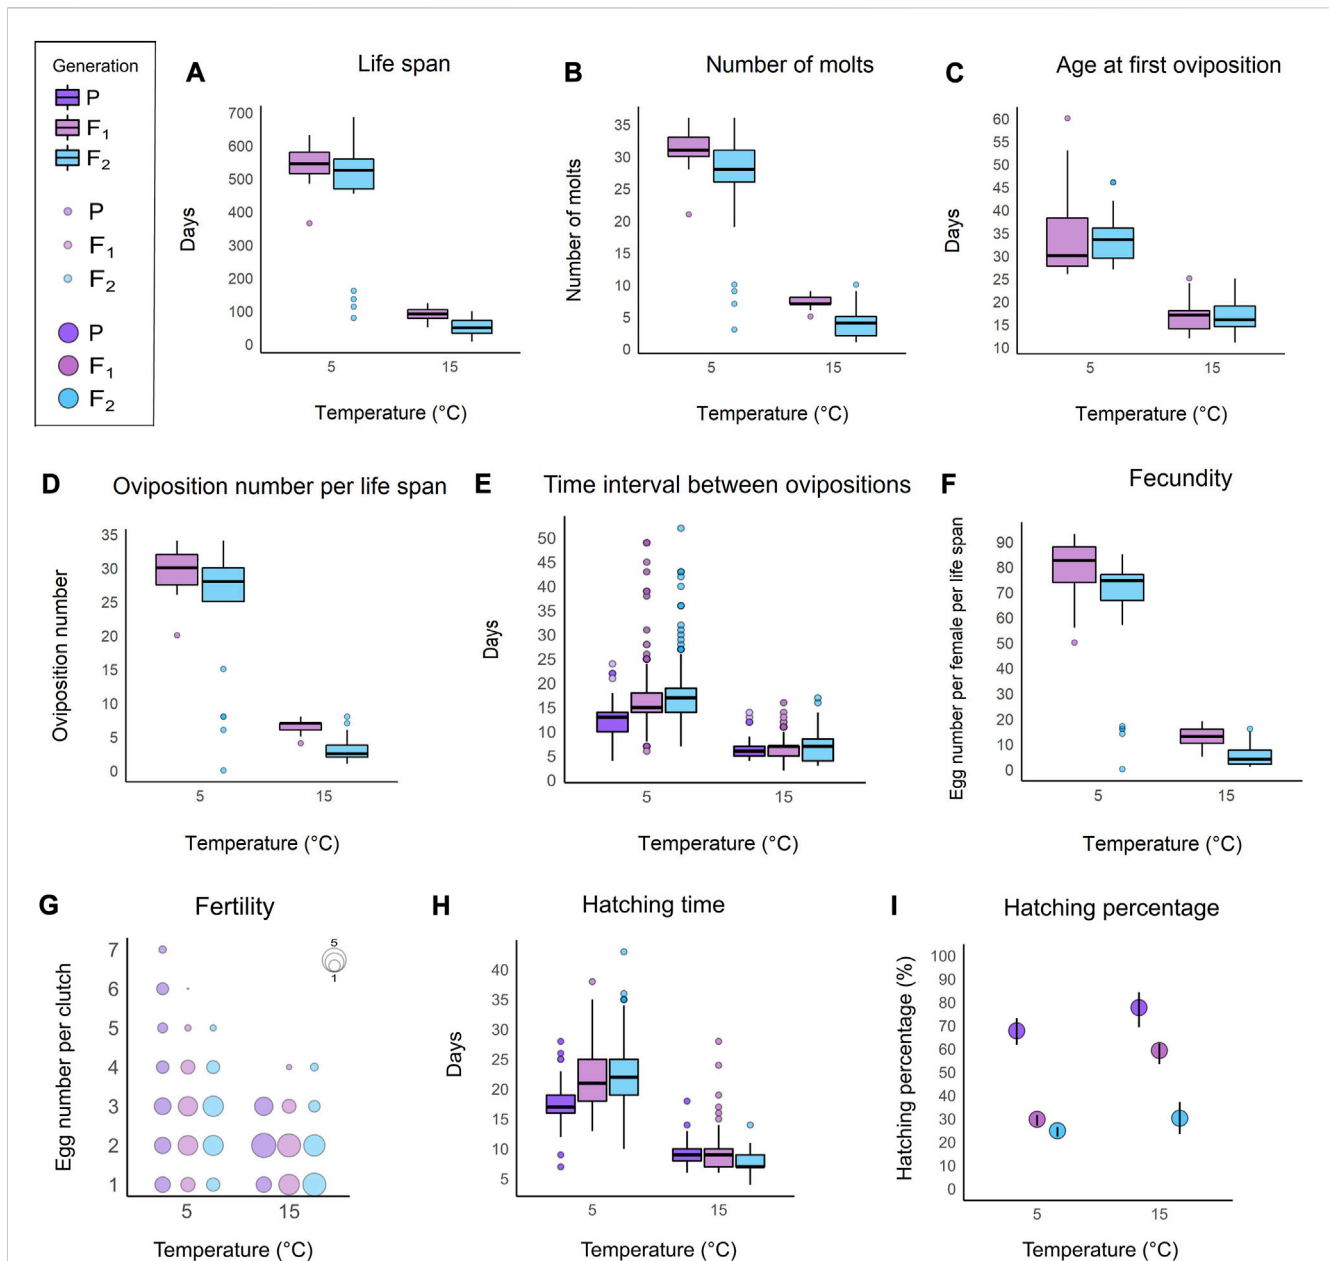 Generation
P
F1
F2
P
F1
F2
P
F1
F2
A
Life span
700
600
500
400
300
200
100
0
Days
5
15
Temperature (°C)
B
Number of molts
35
30
25
20
15
10
5
0
Number of molts
5
15
Temperature (°C)
C
Age at first oviposition
60
55
50
45
40
35
30
25
20
15
10
Days
5
15
Temperature (°C)
D
Oviposition number per life span
35
30
25
20
15
10
5
0
Oviposition number
5
15
Temperature (°C)
E
Time interval between ovipositions
50
45
40
35
30
25
20
15
10
5
0
Days
5
15
Temperature (°C)
F
Fecundity
90
80
70
60
50
40
30
20
10
0
Egg number per female per life span
5
15
Temperature (°C)
G
Fertility
5
1
7
6
5
4
3
2
1
Egg number per clutch
5
15
Temperature (°C)
H
Hatching time
40
35
30
25
20
15
10
5
Days
5
15
Temperature (°C)
I
Hatching percentage
100
90
80
70
60
50
40
30
20
10
0
Hatching percentage (%)
5
15
Temperature (°C)